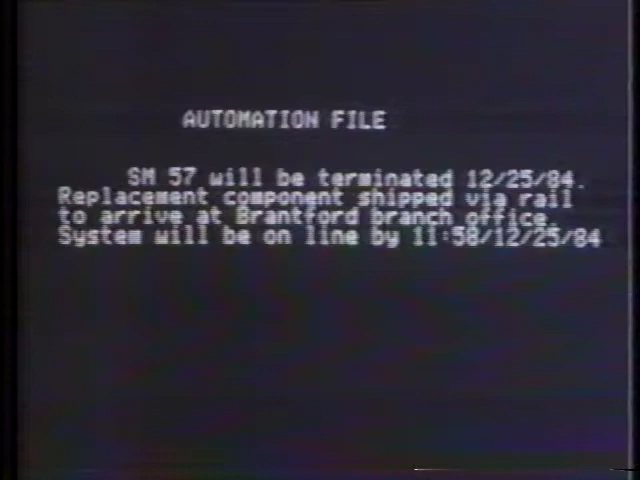 AUTOMATION FILE
SM 57 will be terminated 12/25/84.
Replacement component shipped via rail
to arrive at Brantford branch office.
System will be on line by 11:58/12/25/84